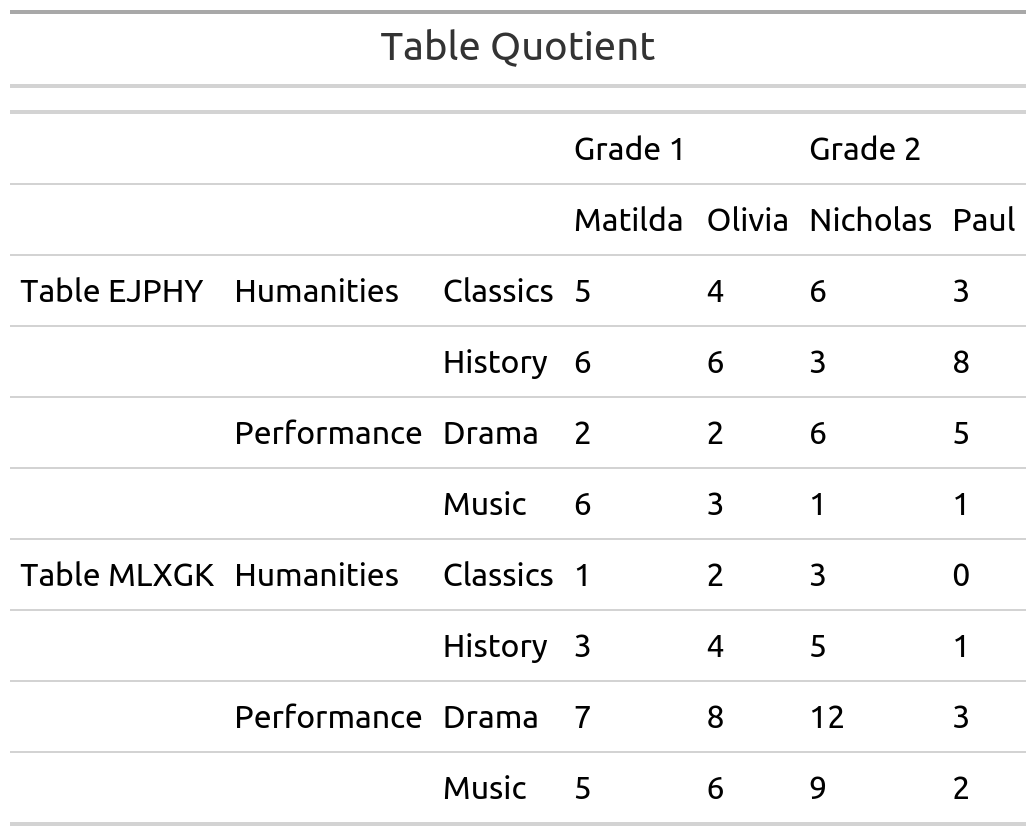 Table Quotient
Grade 1 Grade 2
Matilda Olivia Nicholas Paul
Table EJPHY Humanities Classics 5 4 6 3
History 6 6 3 8
Performance Drama 2 2 6 5
Music 6 3 1 1
Table MLXGK Humanities Classics 1 2 3 0
History 3 4 5 1
Performance Drama 7 8 12 3
Music 5 6 9 2